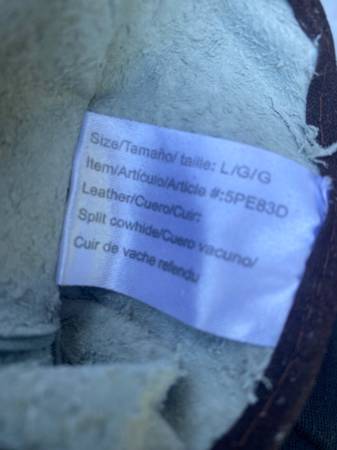 Size/Tamaño/ taille: L/G/G
Item/Artículo/Article #:5PE83D
Leather/Cuero/Cuir:
Split cowhide/Cuero vacuno/
Cuir de vache refendu